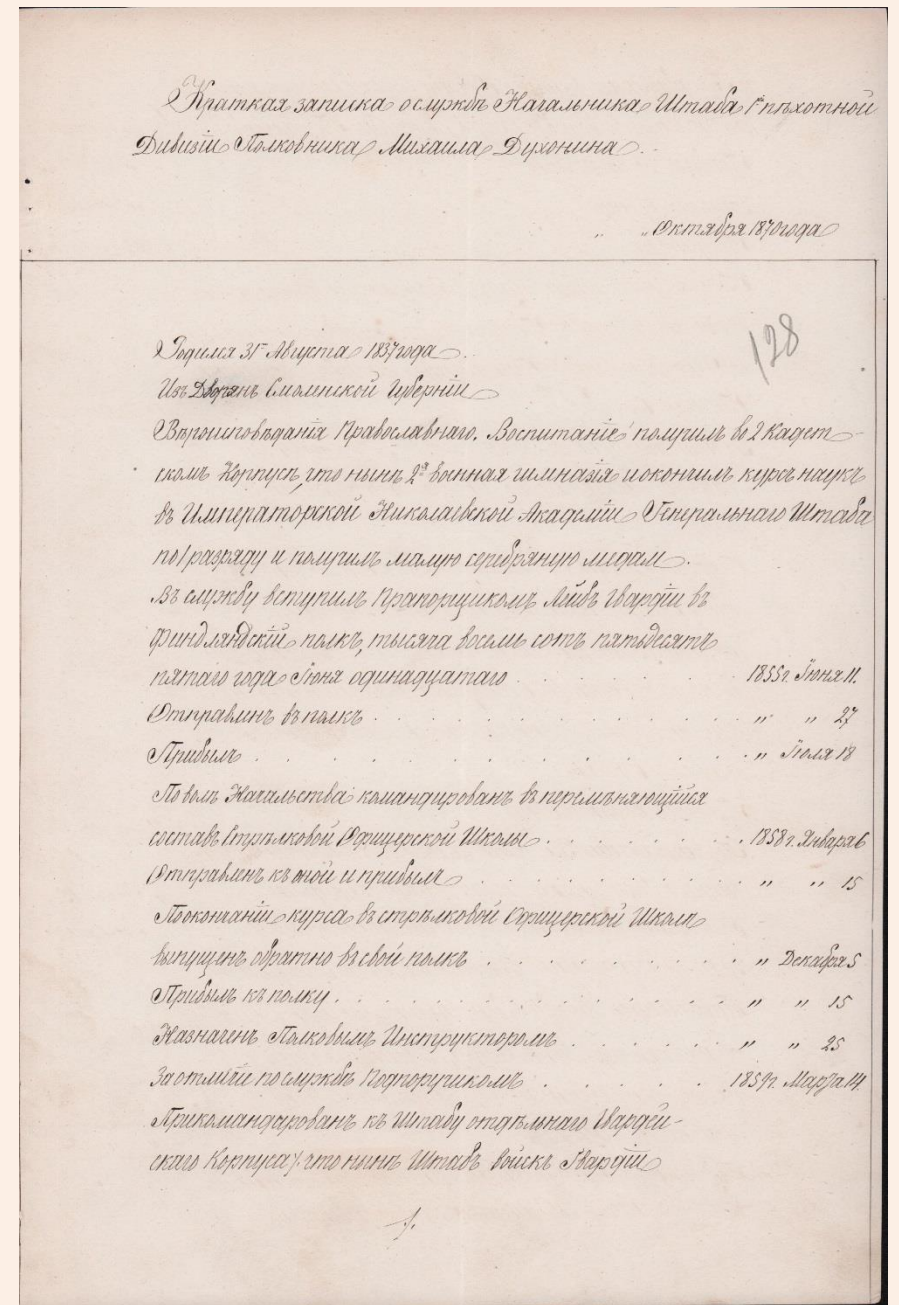 Краткая записка о службѣ Начальника Штаба 1й пѣхотной
Дивизіи Полковника Михаила Духонина.
„ „ Октября 1870 года
128
Родился 31го Августа 1837 года.
Изъ Дворянъ Смоленской Губерніи
Вѣроисповѣданія Православнаго. Воспитаніе получилъ во 2 Кадет-
скомъ Корпусѣ, что нынѣ 2я военная гимназія и окончилъ курсъ наукъ
въ Императорской Николаевской Академіи Генеральнаго Штаба
по 1 разряду и получилъ малую серебряную медаль.
Въ службу вступилъ Прапорщикомъ Лейбъ Гвардіи въ
Финляндскій полкъ, тысяча восемь сотъ пятьдесятъ
пятаго года Іюня одинадцатаго . . . . . . 1855 г. Іюня 11.
Отправленъ въ полкъ . . . . . . . . . . „ „ 27
Прибылъ . . . . . . . . . . . . „ Іюля 18
По волѣ Начальства командированъ въ перемѣняющійся
составъ Стрѣлковой Офицерской Школы . . . . . . 1858 г. Января 6
Отправленъ къ оной и прибылъ . . . . . . . . „ „ 15
По окончаніи курса въ стрѣлковой Офицерской Школѣ
выпущенъ обратно въ свой полкъ . . . . . . . . „ Декабря 5
Прибылъ къ полку . . . . . . . . . . . „ „ 15
Назначенъ Полковымъ Инструкторомъ . . . . . „ „ 25
За отличіе по службѣ Подпоручикомъ . . . . . 1859 г. Марта 14.
Прикомандированъ къ Штабу отдѣльнаго Гвардей-
скаго Корпуса /: что нынѣ Штабъ войскъ Гвардіи
1.